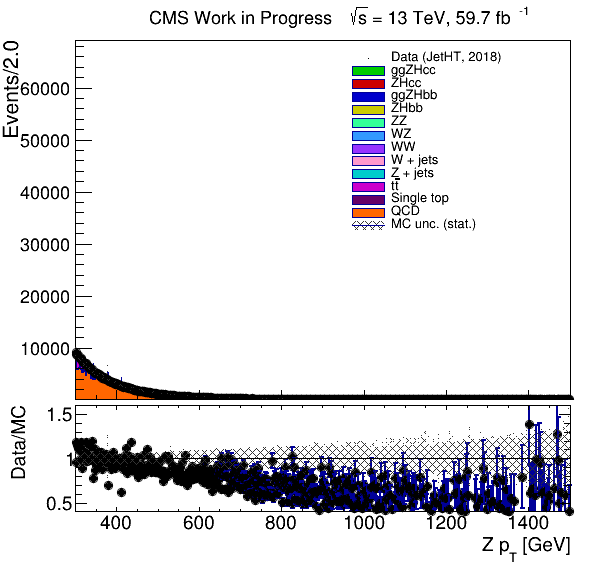 CMS Work in Progress √s = 13 TeV, 59.7 fb -1
Events/2.0
60000
50000
40000
30000
20000
10000
Data (JetHT, 2018)
ggZHcc
ZHcc
ggZHbb
ZHbb
ZZ
WZ
WW
W + jets
Z + jets
tt̅
Single top
QCD
MC unc. (stat.)
Data/MC
1.5
1
0.5
400 600 800 1000 1200 1400
Z pT [GeV]